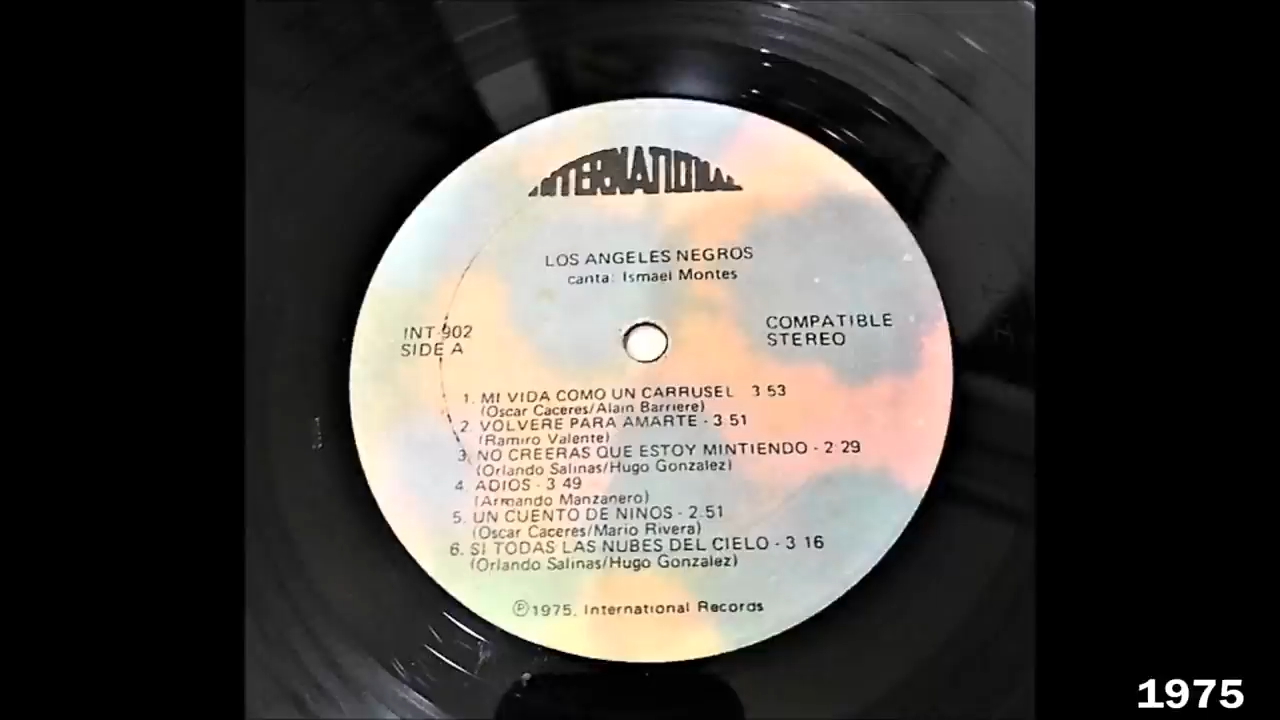 INTERNATIONAL
LOS ANGELES NEGROS
canta: Ismael Montes
INT-902
SIDE A
COMPATIBLE
STEREO
1. MI VIDA COMO UN CARRUSEL 3 53
(Oscar Caceres/Alain Barriere)
2. VOLVERE PARA AMARTE - 3:51
(Ramiro Valente)
3. NO CREERAS QUE ESTOY MINTIENDO - 2:29
(Orlando Salinas/Hugo Gonzalez)
4. ADIOS - 3 49
(Armando Manzanero)
5. UN CUENTO DE NINOS - 2:51
(Oscar Caceres/Mario Rivera)
6. SI TODAS LAS NUBES DEL CIELO - 3 16
(Orlando Salinas/Hugo Gonzalez)
Ⓟ1975, International Records
1975